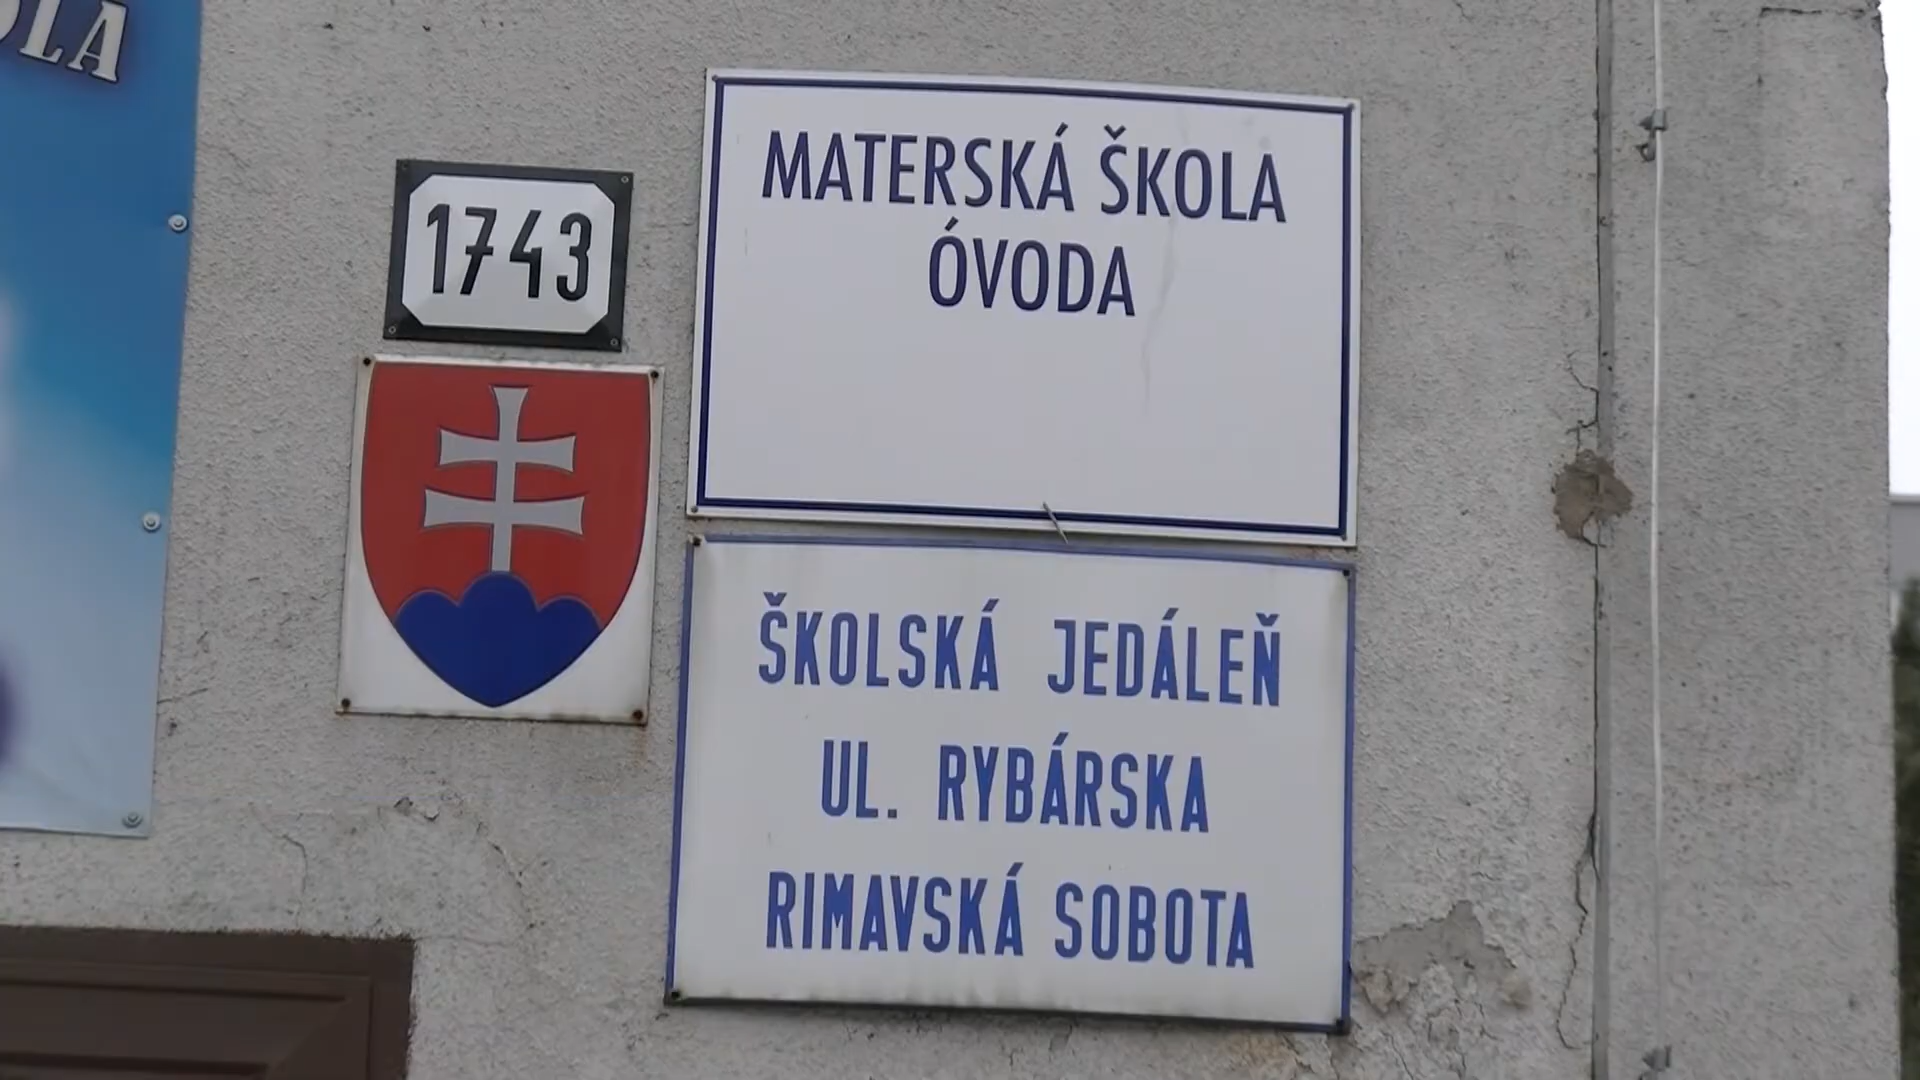 1743
MATERSKÁ ŠKOLA
ÓVODA
ŠKOLSKÁ JEDÁLEŇ
UL. RYBÁRSKA
RIMAVSKÁ SOBOTA